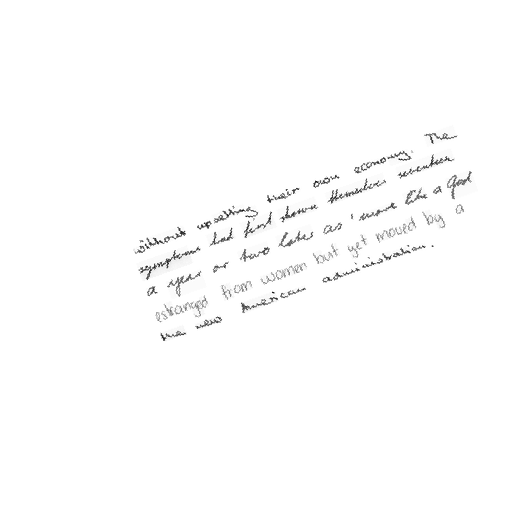 without upsetting their own economy. The
symptoms had first shown themselves seventeen
a year or two later as 'more like a God
estranged from women but yet moved by a
the new American administration.